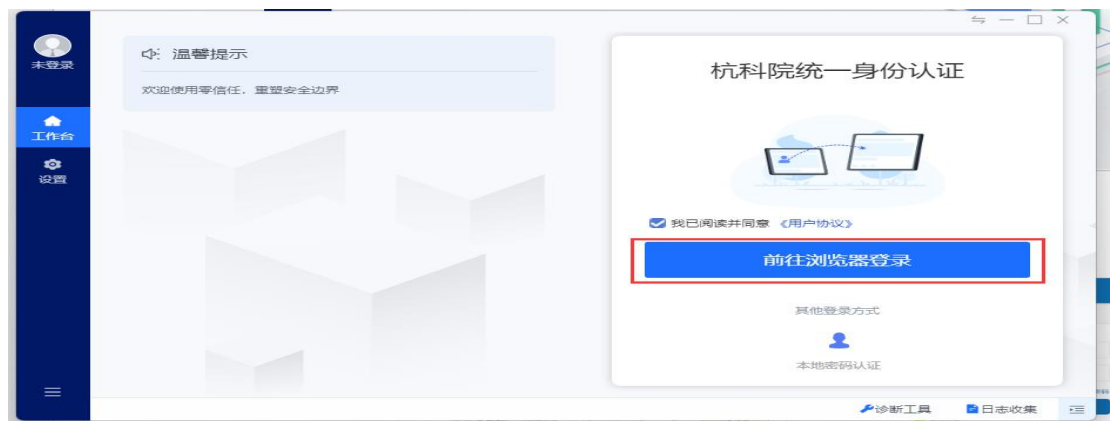 未登录
工作台
设置
温馨提示
欢迎使用零信任，重塑安全边界
杭科院统一身份认证
我已阅读并同意 《用户协议》
前往浏览器登录
其他登录方式
本地密码认证
诊断工具 日志收集